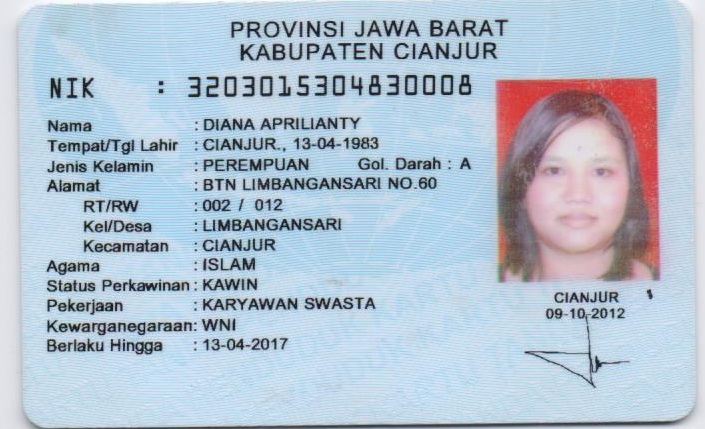 PROVINSI JAWA BARAT
KABUPATEN CIANJUR
NIK : 3203015304830008
Nama : DIANA APRILIANTY
Tempat/Tgl Lahir : CIANJUR., 13-04-1983
Jenis Kelamin : PEREMPUAN Gol. Darah : A
Alamat : BTN LIMBANGANSARI NO.60
RT/RW : 002 / 012
Kel/Desa : LIMBANGANSARI
Kecamatan : CIANJUR
Agama : ISLAM
Status Perkawinan : KAWIN
Pekerjaan : KARYAWAN SWASTA
Kewarganegaraan: WNI
Berlaku Hingga : 13-04-2017
CIANJUR
09-10-2012